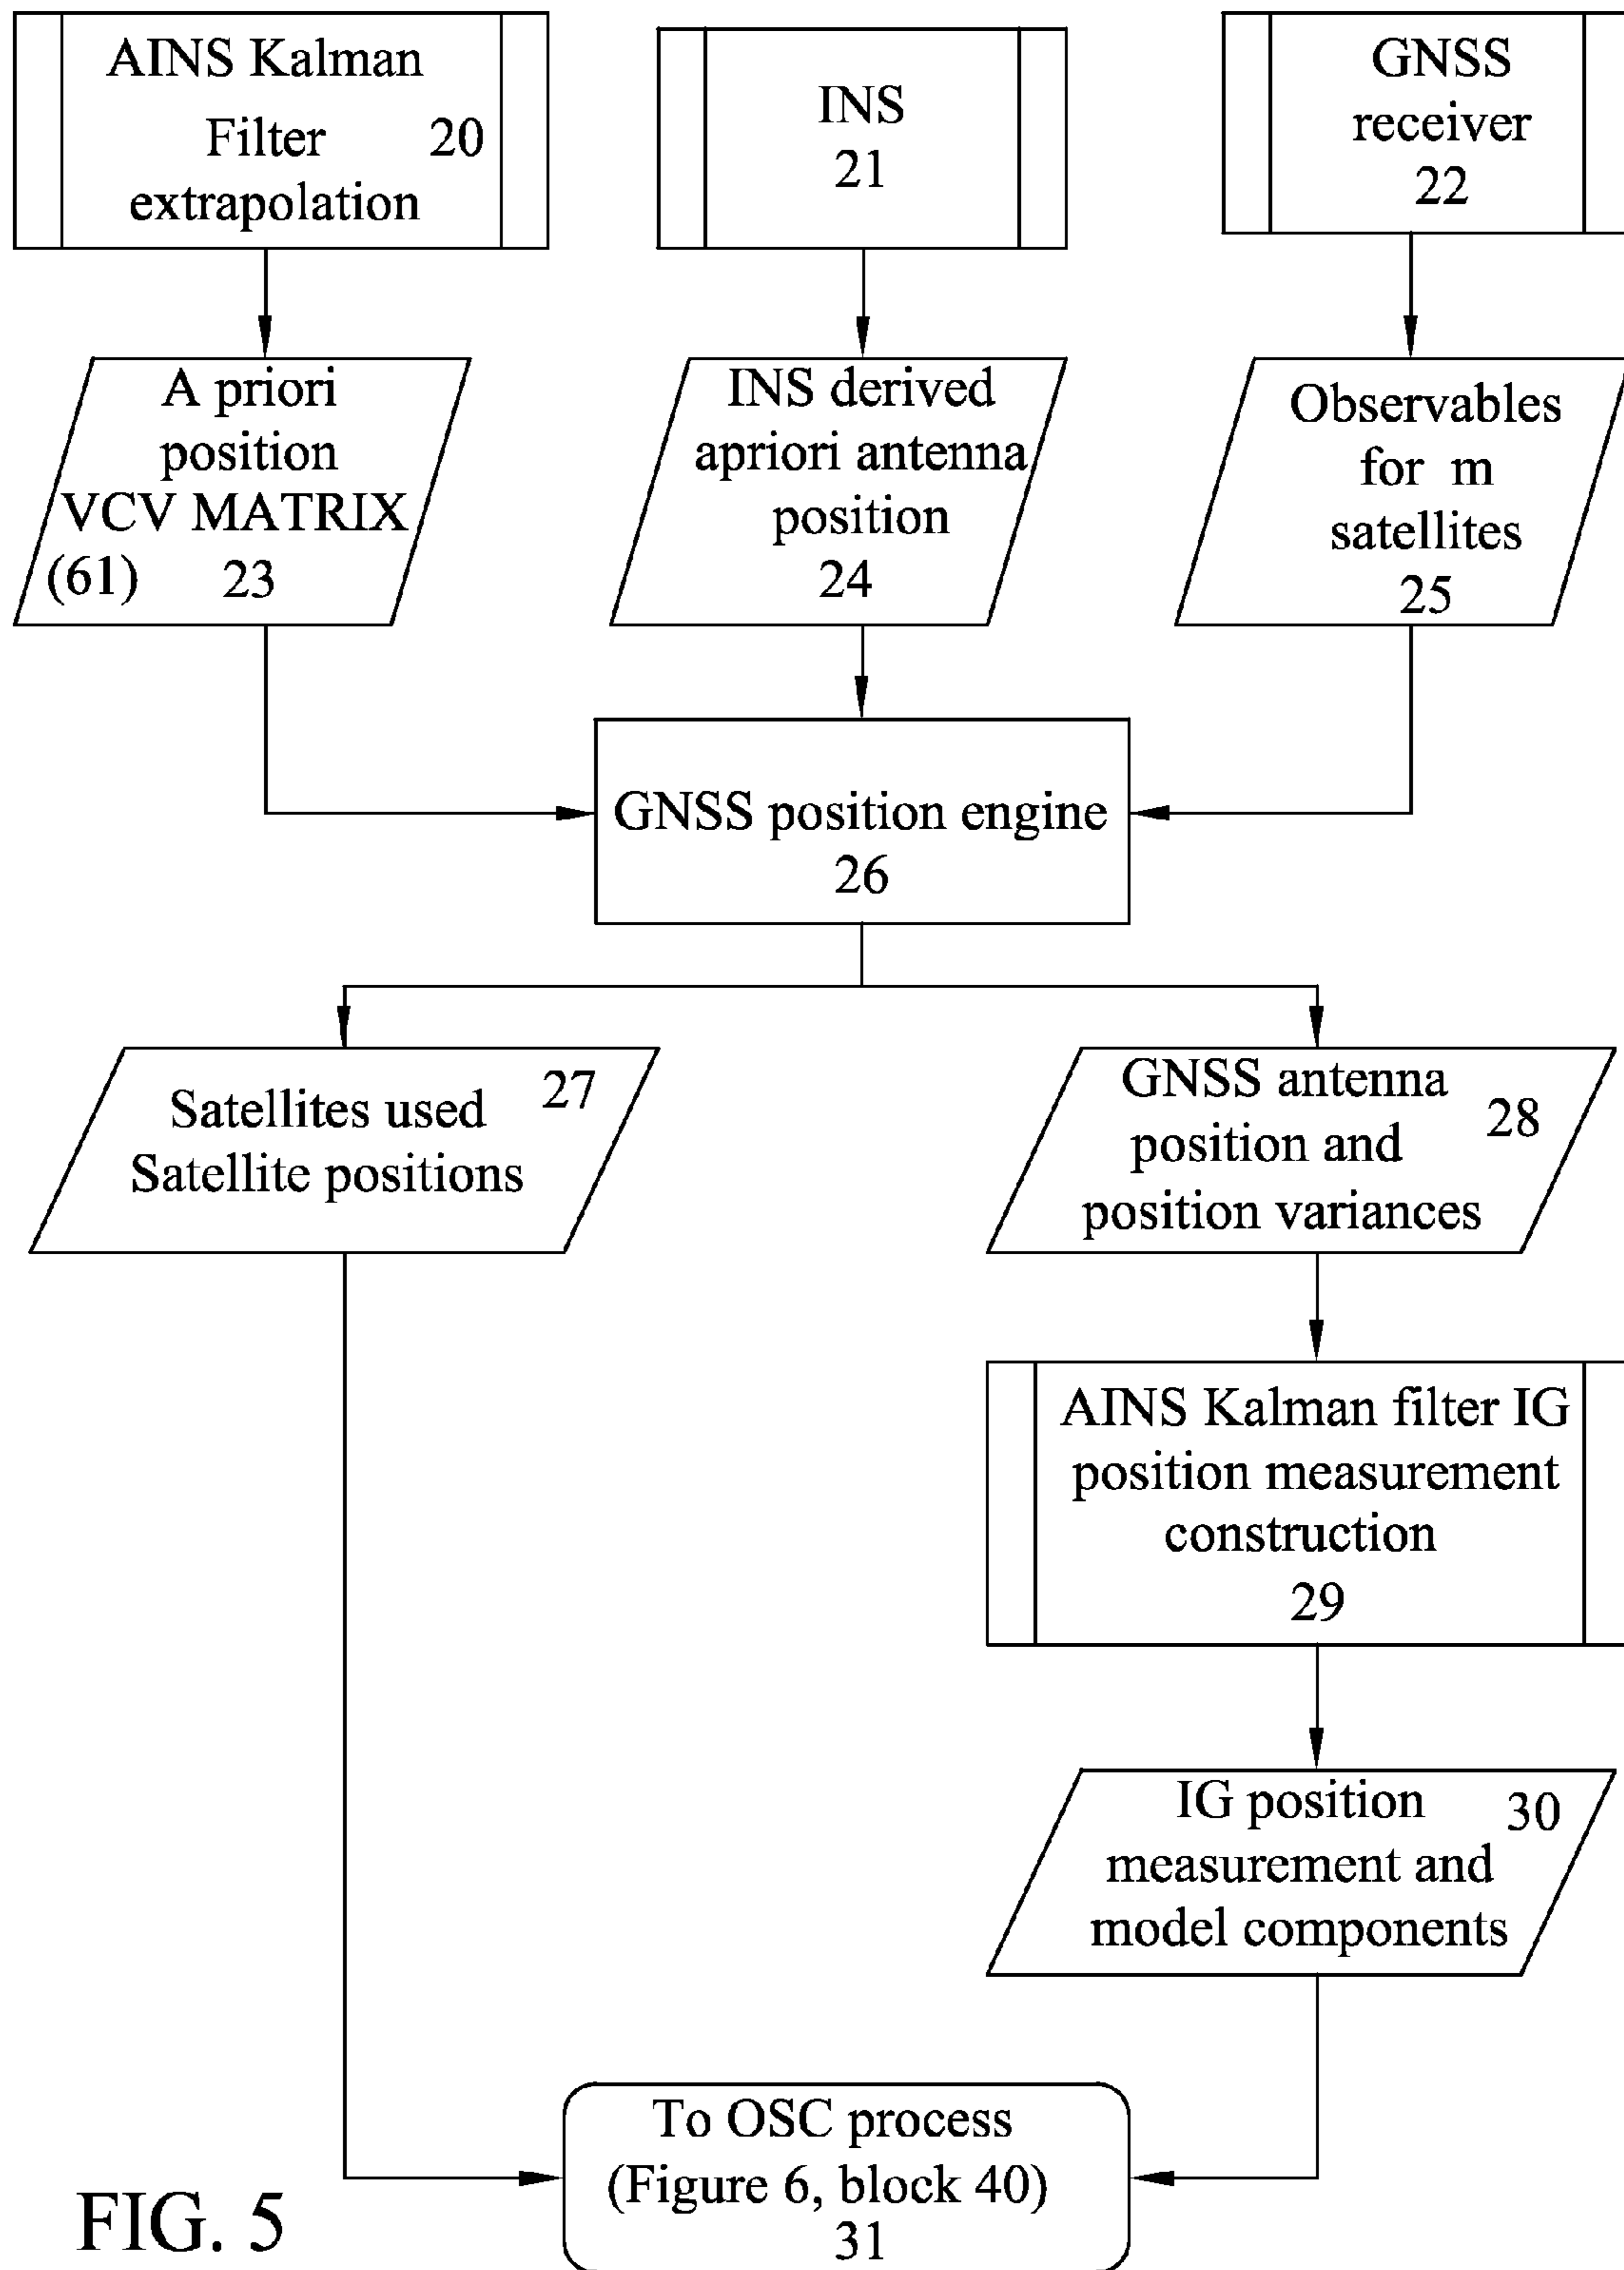 AINS Kalman
Filter 20
extrapolation
INS
21
GNSS
receiver
22
A priori
position
VCV MATRIX
(61) 23
INS derived
apriori antenna
position
24
Observables
for m
satellites
25
GNSS position engine
26
Satellites used 27
Satellite positions
GNSS antenna
position and 28
position variances
AINS Kalman filter IG
position measurement
construction
29
IG position 30
measurement and
model components
To OSC process
(Figure 6, block 40)
31
FIG. 5